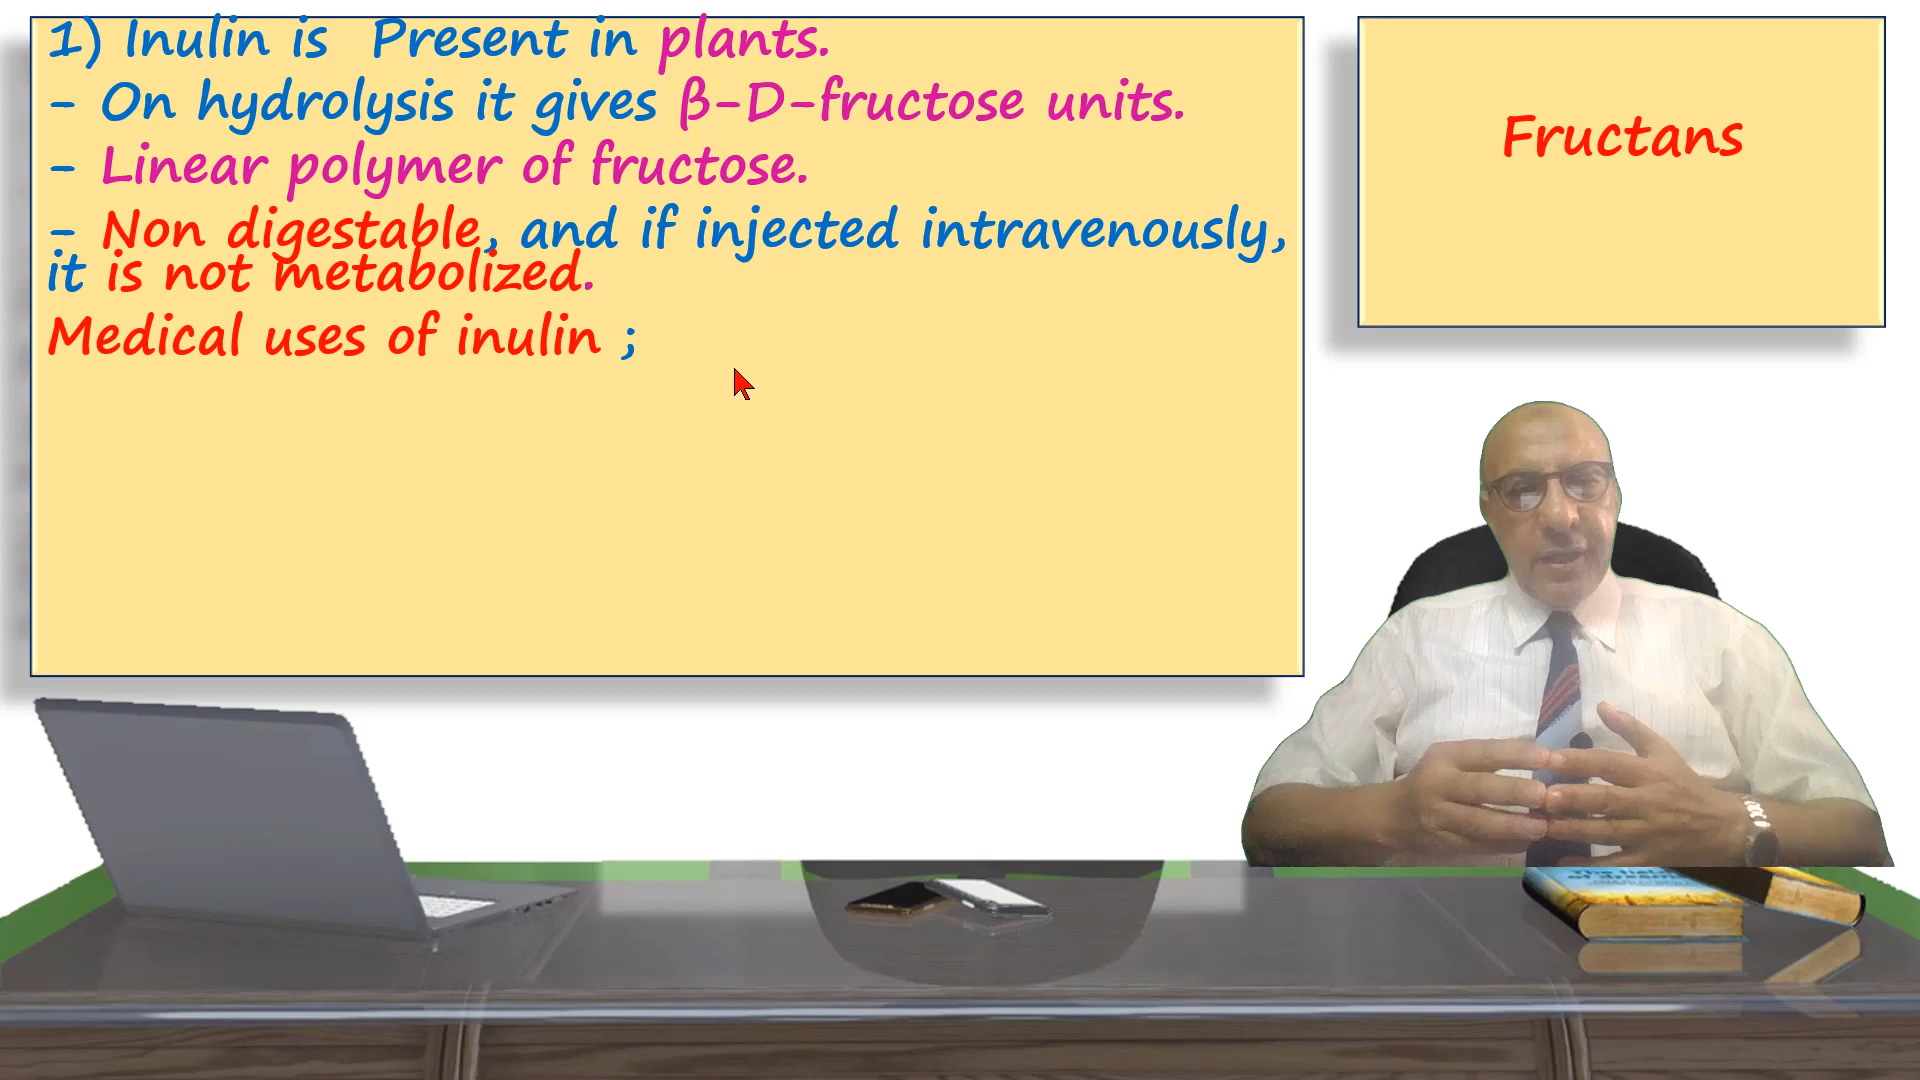 1) Inulin is Present in plants.
- On hydrolysis it gives β-D-fructose units.
- Linear polymer of fructose.
- Non digestable, and if injected intravenously,
it is not metabolized.
Medical uses of inulin ;
Fructans